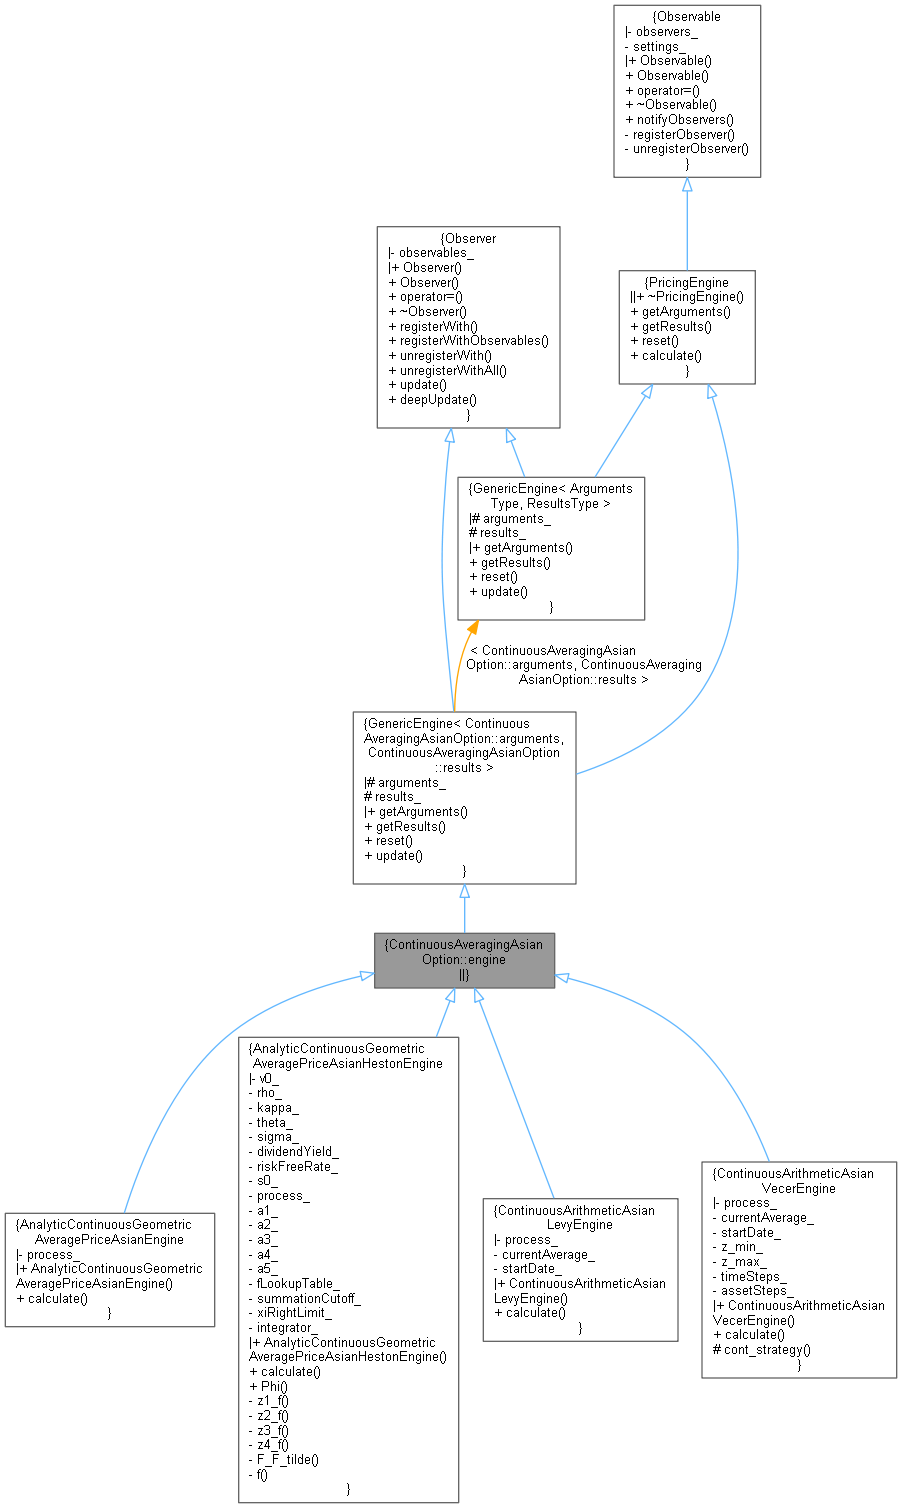 {Observable
|- observers_
- settings_
|+ Observable()
+ Observable()
+ operator=()
+ ~Observable()
+ notifyObservers()
- registerObserver()
- unregisterObserver()
}
{Observer
|- observables_
|+ Observer()
+ Observer()
+ operator=()
+ ~Observer()
+ registerWith()
+ registerWithObservables()
+ unregisterWith()
+ unregisterWithAll()
+ update()
+ deepUpdate()
}
{PricingEngine
||+ ~PricingEngine()
+ getArguments()
+ getResults()
+ reset()
+ calculate()
}
{GenericEngine< Arguments
Type, ResultsType >
|# arguments_
# results_
|+ getArguments()
+ getResults()
+ reset()
+ update()
}
< ContinuousAveragingAsian
Option::arguments, ContinuousAveraging
AsianOption::results >
{GenericEngine< Continuous
AveragingAsianOption::arguments,
ContinuousAveragingAsianOption
::results >
|# arguments_
# results_
|+ getArguments()
+ getResults()
+ reset()
+ update()
}
{ContinuousAveragingAsian
Option::engine
||}
{AnalyticContinuousGeometric
AveragePriceAsianEngine
|- process_
|+ AnalyticContinuousGeometric
AveragePriceAsianEngine()
+ calculate()
}
{AnalyticContinuousGeometric
AveragePriceAsianHestonEngine
|- v0_
- rho_
- kappa_
- theta_
- sigma_
- dividendYield_
- riskFreeRate_
- s0_
- process_
- a1_
- a2_
- a3_
- a4_
- a5_
- fLookupTable_
- summationCutoff_
- xiRightLimit_
- integrator_
|+ AnalyticContinuousGeometric
AveragePriceAsianHestonEngine()
+ calculate()
+ Phi()
- z1_f()
- z2_f()
- z3_f()
- z4_f()
- F_F_tilde()
- f()
}
{ContinuousArithmeticAsian
LevyEngine
|- process_
- currentAverage_
- startDate_
|+ ContinuousArithmeticAsian
LevyEngine()
+ calculate()
}
{ContinuousArithmeticAsian
VecerEngine
|- process_
- currentAverage_
- startDate_
- z_min_
- z_max_
- timeSteps_
- assetSteps_
|+ ContinuousArithmeticAsian
VecerEngine()
+ calculate()
# cont_strategy()
}